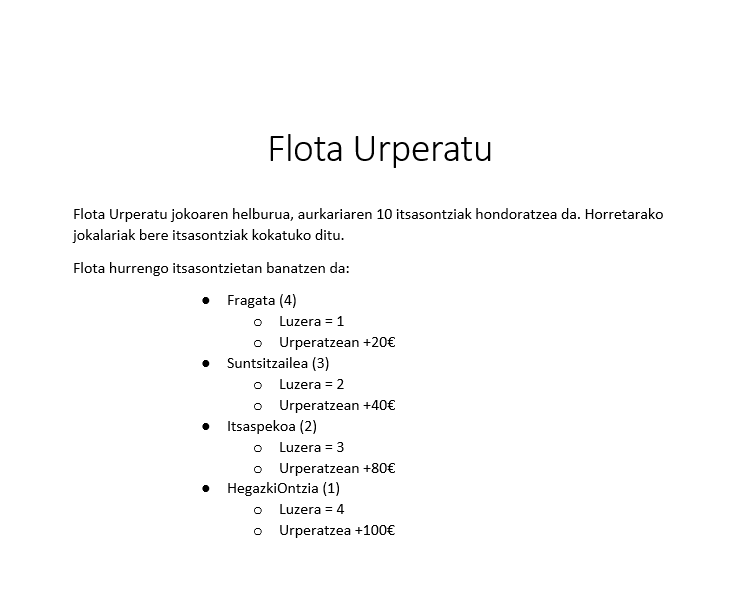 Flota Urperatu
Flota Urperatu jokoaren helburua, aurkariaren 10 itsasontziak hondoratzea da. Horretarako
jokalariak bere itsasontziak kokatuko ditu.
Flota hurrengo itsasontzietan banatzen da:
● Fragata (4)
○ Luzera = 1
○ Urperatzean +20€
● Suntsitzailea (3)
○ Luzera = 2
○ Urperatzean +40€
● Itsaspekoa (2)
○ Luzera = 3
○ Urperatzean +80€
● HegazkiOntzia (1)
○ Luzera = 4
○ Urperatzea +100€